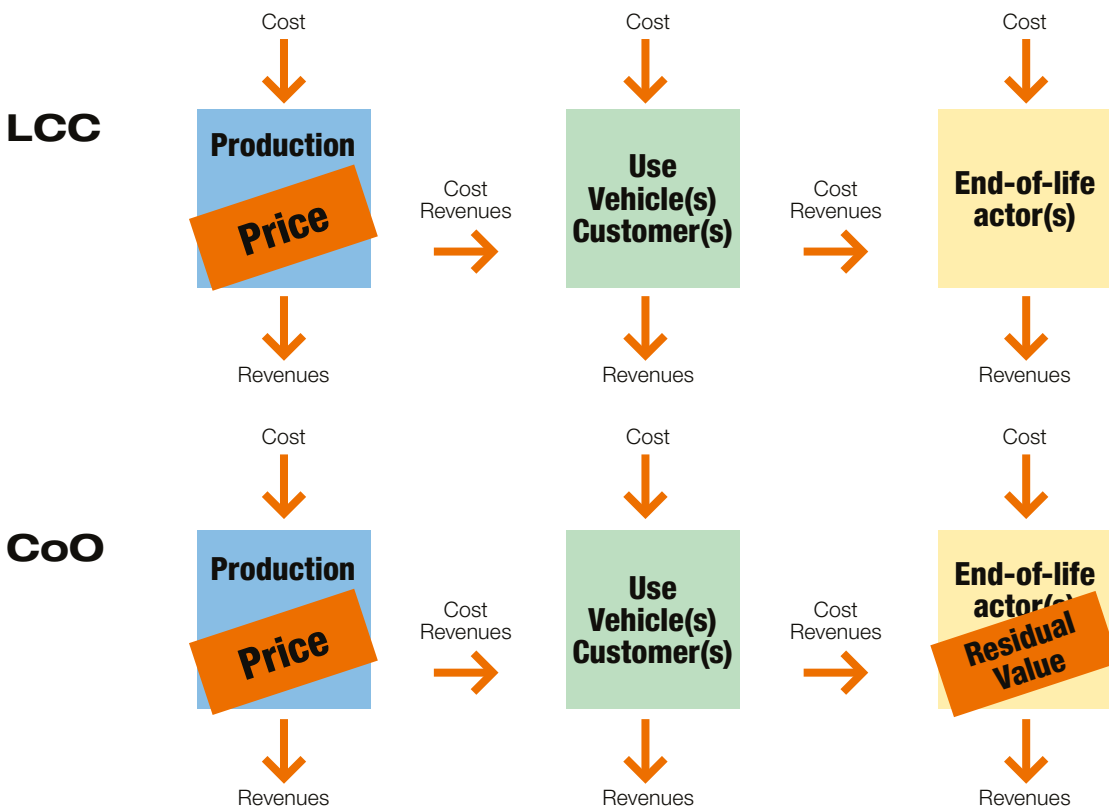 Cost
Cost
Cost
LCC
Production
Price
Cost
Revenues
Use
Vehicle(s)
Customer(s)
Cost
Revenues
End-of-life
actor(s)
Revenues
Revenues
Revenues
Cost
Cost
Cost
CoO
Production
Price
Cost
Revenues
Use
Vehicle(s)
Customer(s)
Cost
Revenues
End-of-life
actor(s)
Residual
Value
Revenues
Revenues
Revenues